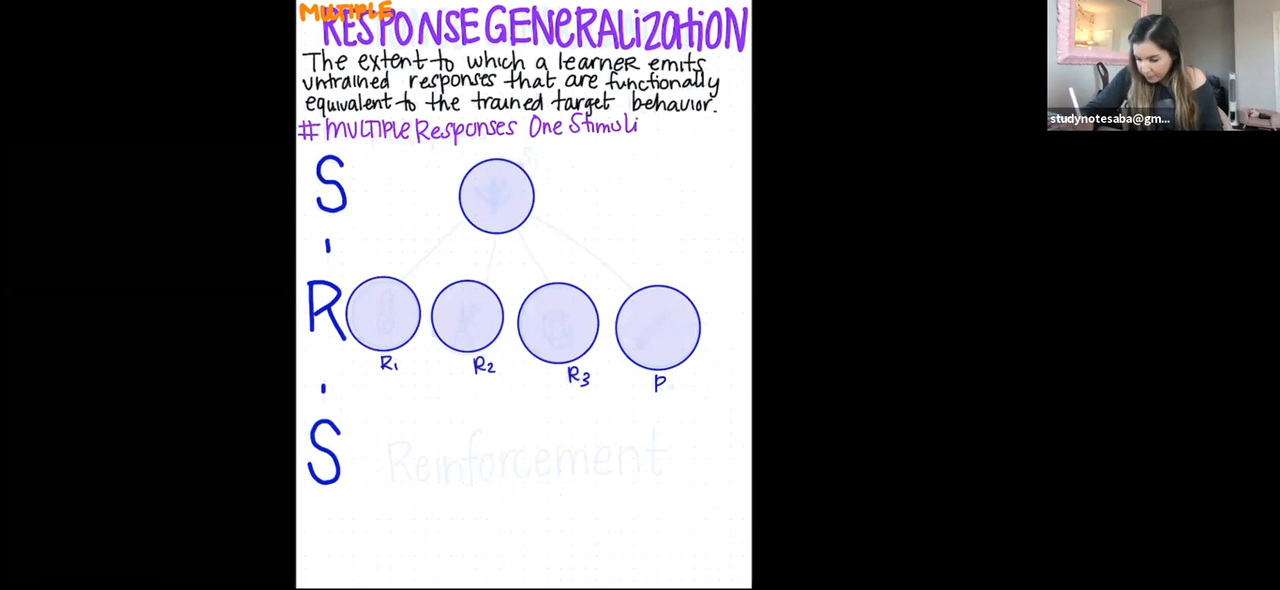 MULTIPLE
RESPONSE GENERALIZATION
The extent to which a learner emits
untrained responses that are functionally
equivalent to the trained target behavior.
#MULTIPLE Responses One Stimuli
S
R
R1 R2 R3 P
S Reinforcement
studynotesaba@gm...